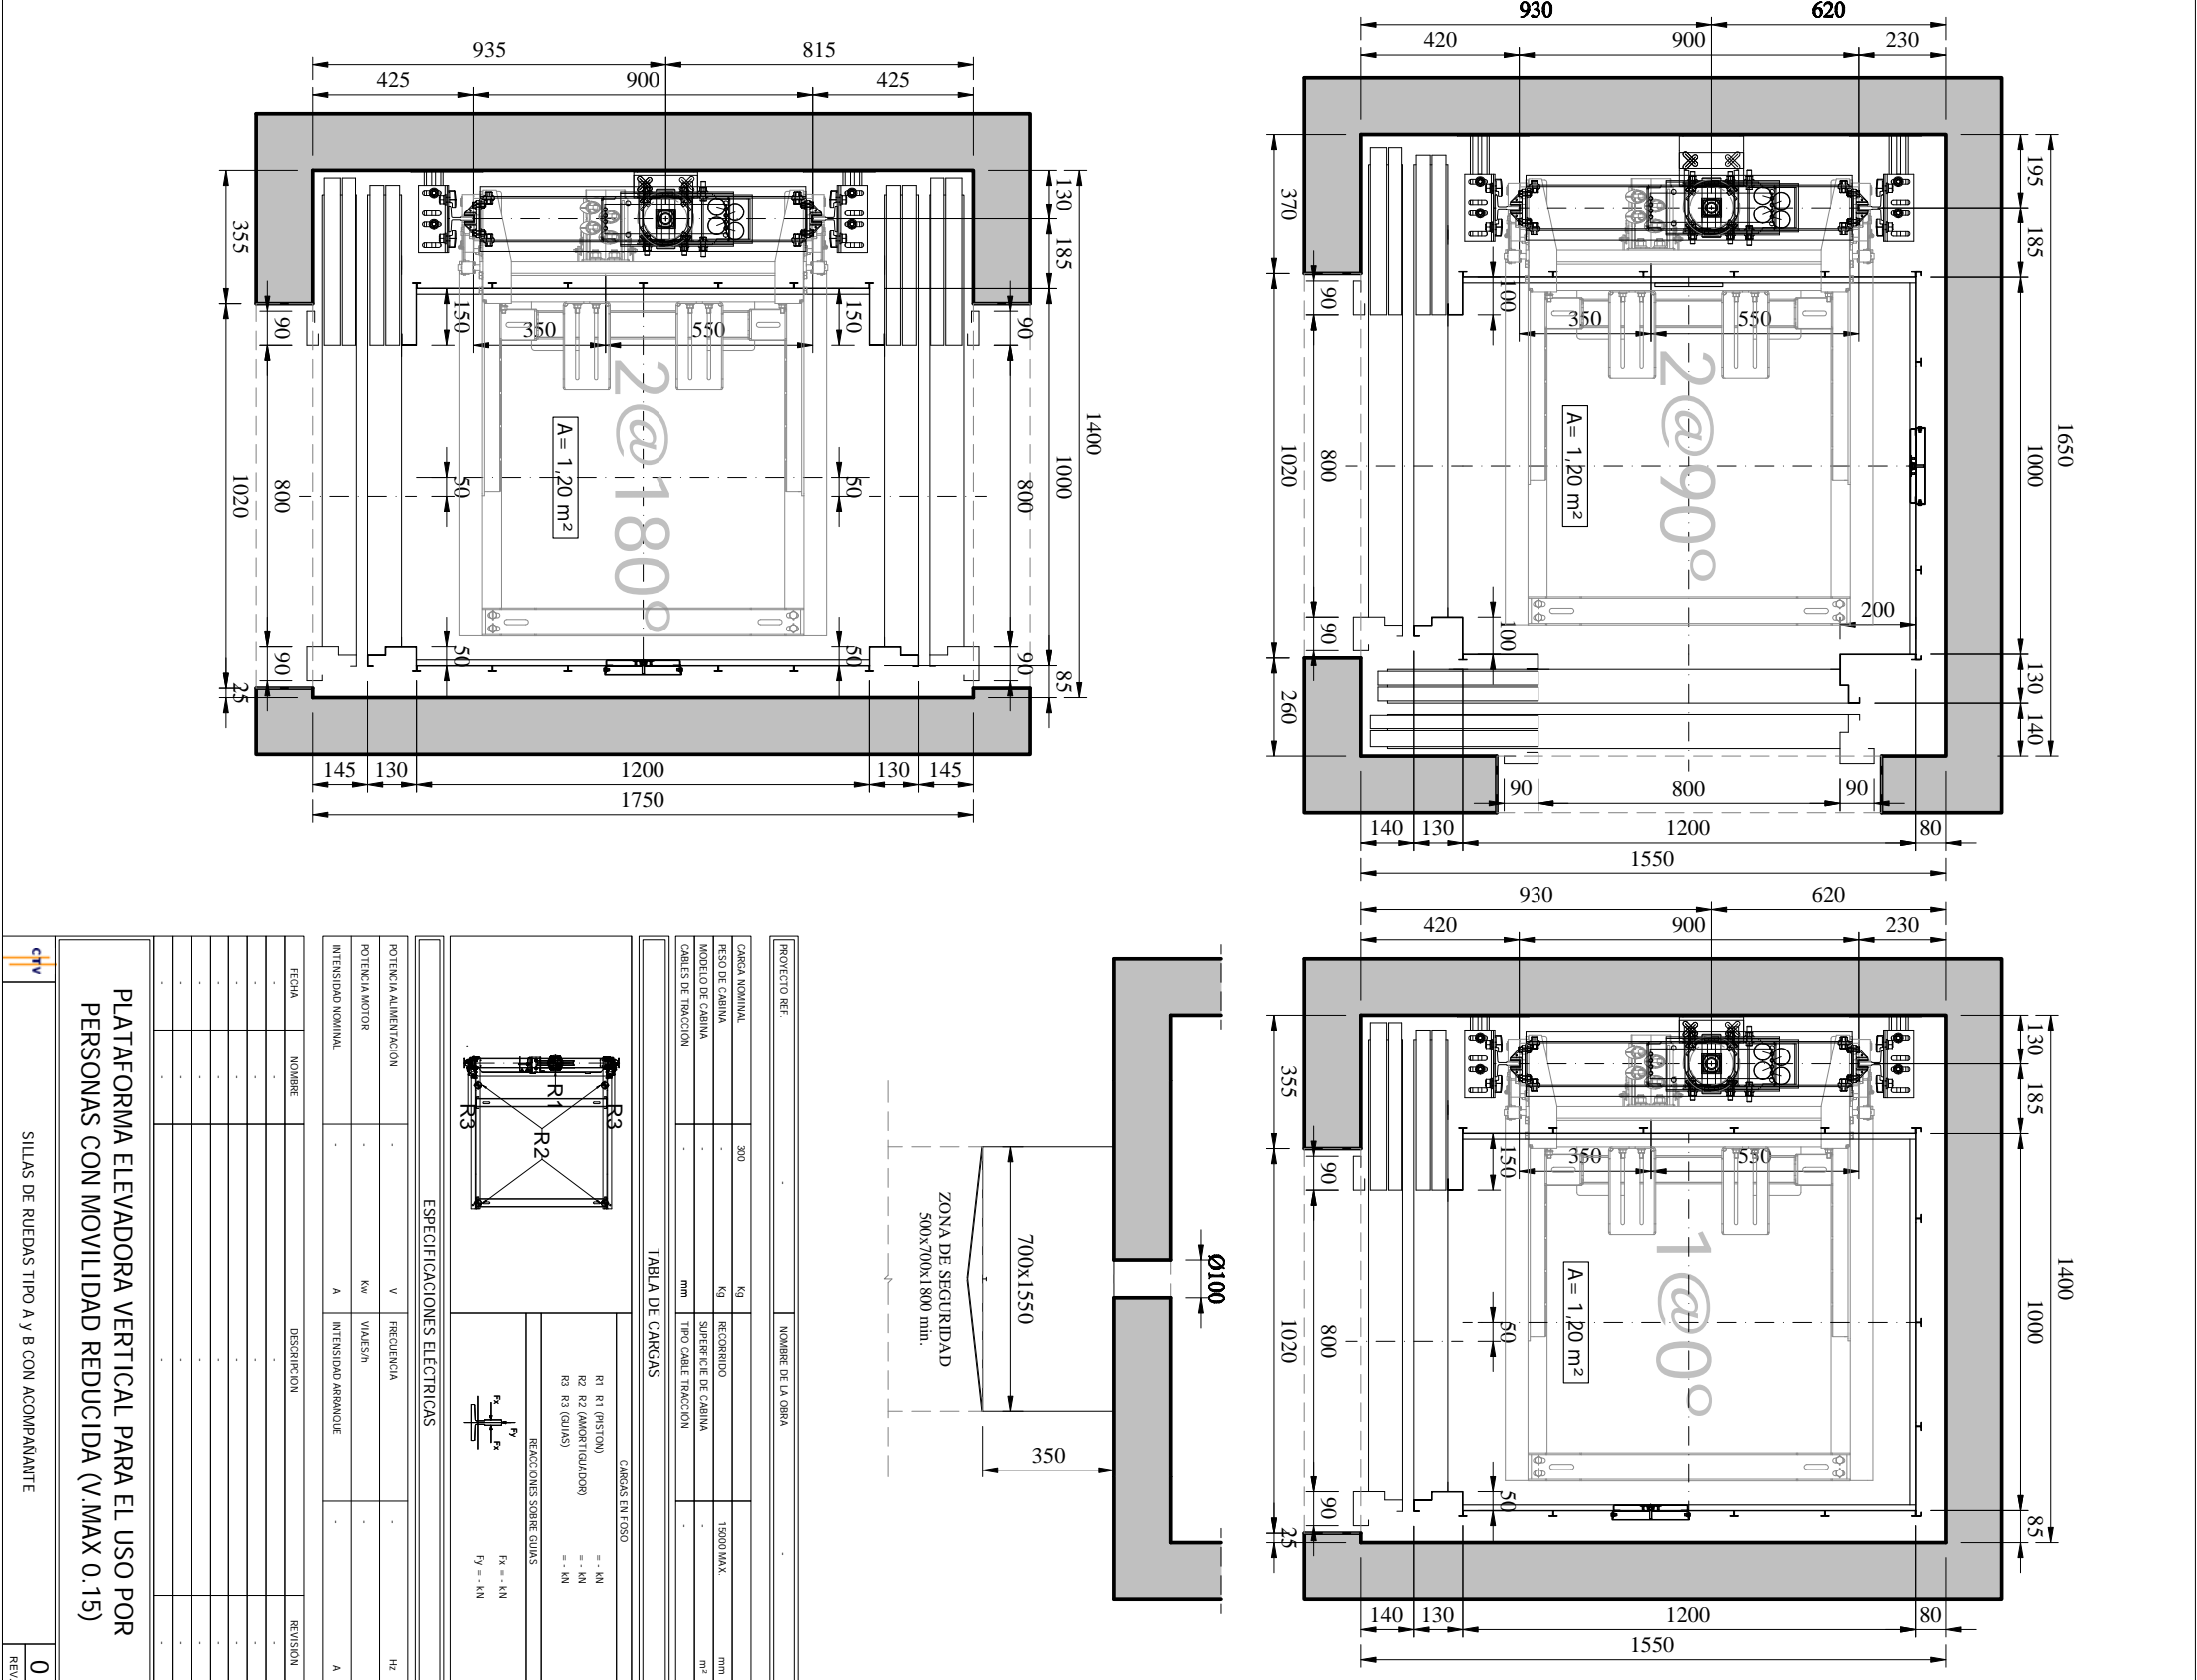 935
815
425
900
425
130
185
1400
1000
85
355
1020
25
90
800
90
90
800
90
150
350
550
150
50
50
50
50
2@180°
A= 1,20 m²
145
130
1200
130
145
1750
930
620
420
900
230
195
185
1650
1000
130
140
370
1020
260
90
800
90
100
350
550
100
200
2@90°
A= 1,20 m²
90
800
90
140
130
1200
80
1550
930
620
420
900
230
130
185
1400
1000
85
355
1020
25
90
800
90
150
350
550
50
50
1@0°
A= 1,20 m²
140
130
1200
80
1550
Ø100
700x1550
350
ZONA DE SEGURIDAD
500x700x1800 min.
PROYECTO REF. - NOMBRE DE LA OBRA -
CARGA NOMINAL 300 Kg RECORRIDO 15000 MAX. mm
PESO DE CABINA - Kg SUPERFICIE DE CABINA - m²
MODELO DE CABINA -
CABLES DE TRACCIÓN - mm TIPO CABLE TRACCIÓN -
TABLA DE CARGAS
R1
R2
R3
R3
CARGAS EN FOSO
R1 R1 (PISTON) = - kN
R2 R2 (AMORTIGUADOR) = - kN
R3 R3 (GUIAS) = - kN
REACCIONES SOBRE GUIAS
Fy
Fx
Fx
Fx = - kN
Fy = - kN
ESPECIFICACIONES ELÉCTRICAS
POTENCIA ALIMENTACIÓN - V FRECUENCIA - Hz
POTENCIA MOTOR - Kw VIAJES/h -
INTENSIDAD NOMINAL - A INTENSIDAD ARRANQUE - A
FECHA NOMBRE DESCRIPCION REVISIÓN
- - - -
- - - -
- - - -
- - - -
- - - -
- - - -
- - - -
PLATAFORMA ELEVADORA VERTICAL PARA EL USO POR
PERSONAS CON MOVILIDAD REDUCIDA (V.MAX 0.15)
CTV
SILLAS DE RUEDAS TIPO A y B CON ACOMPAÑANTE
0
REV.